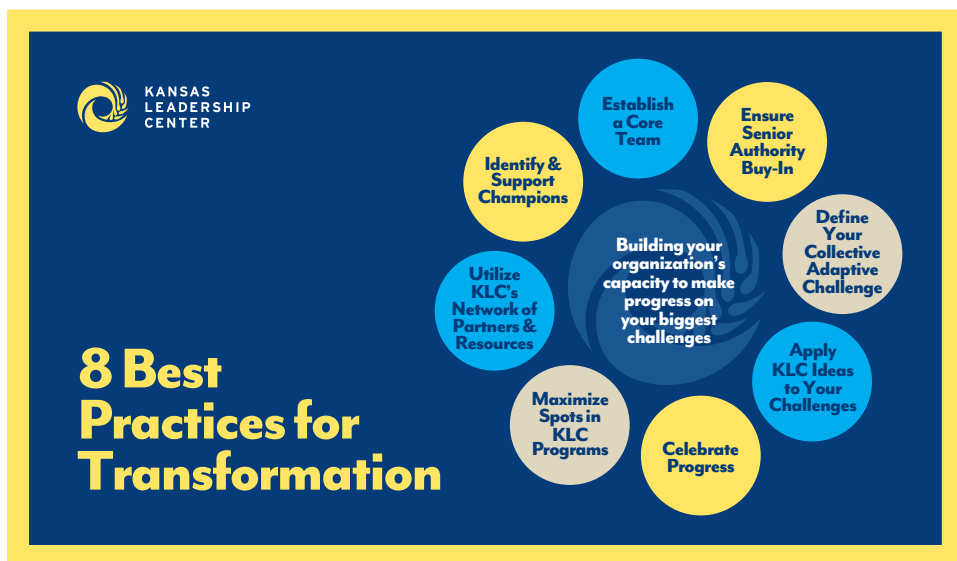 KANSAS
LEADERSHIP
CENTER
8 Best
Practices for
Transformation
Establish
a Core
Team
Ensure
Senior
Authority
Buy-In
Define
Your
Collective
Adaptive
Challenge
Apply
KLC Ideas
to Your
Challenges
Celebrate
Progress
Maximize
Spots in
KLC
Programs
Utilize
KLC's
Network of
Partners &
Resources
Identify &
Support
Champions
Building your
organization's
capacity to make
progress on
your biggest
challenges